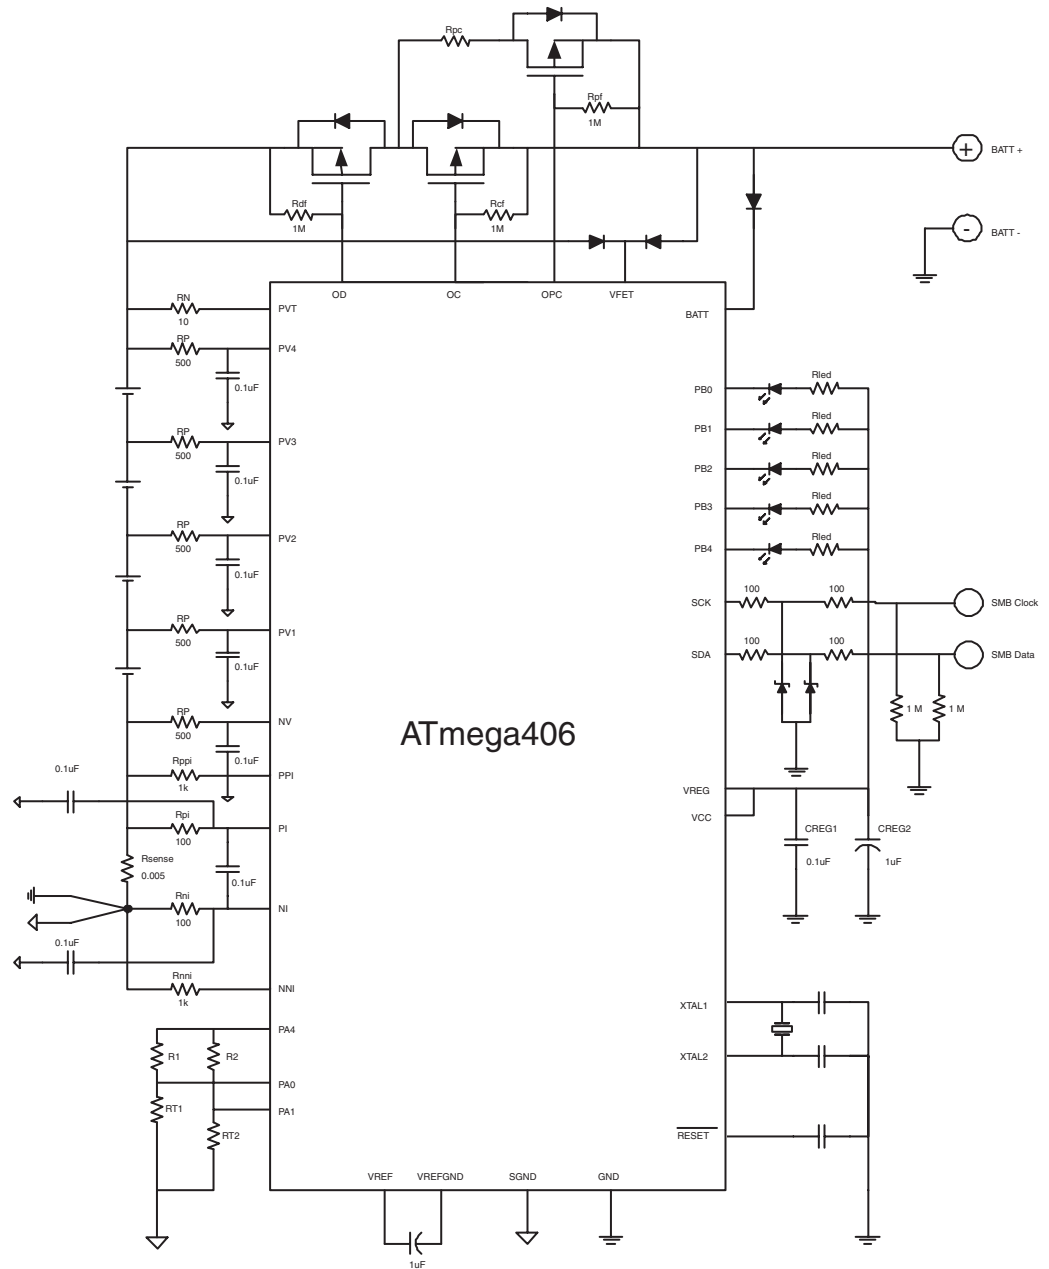 Rpc
Rpf
1M
BATT +
Rdf
1M
Rcf
1M
BATT -
OD
OC
OPC
VFET
RN
10
PVT
BATT
RP
500
PV4
0.1uF
PB0
Rled
RP
500
PV3
0.1uF
PB1
Rled
PB2
Rled
PB3
Rled
RP
500
PV2
0.1uF
PB4
Rled
SCK
100
100
SMB Clock
RP
500
PV1
0.1uF
SDA
100
100
SMB Data
1 M
1 M
RP
500
NV
0.1uF
ATmega406
Rppi
1k
PPI
0.1uF
VREG
VCC
Rpi
100
PI
CREG1
0.1uF
CREG2
1uF
Rsense
0.005
0.1uF
Rni
100
NI
0.1uF
Rnni
1k
NNI
XTAL1
PA4
R1
R2
XTAL2
PA0
RT1
PA1
RT2
RESET
VREF
VREFGND
SGND
GND
1uF